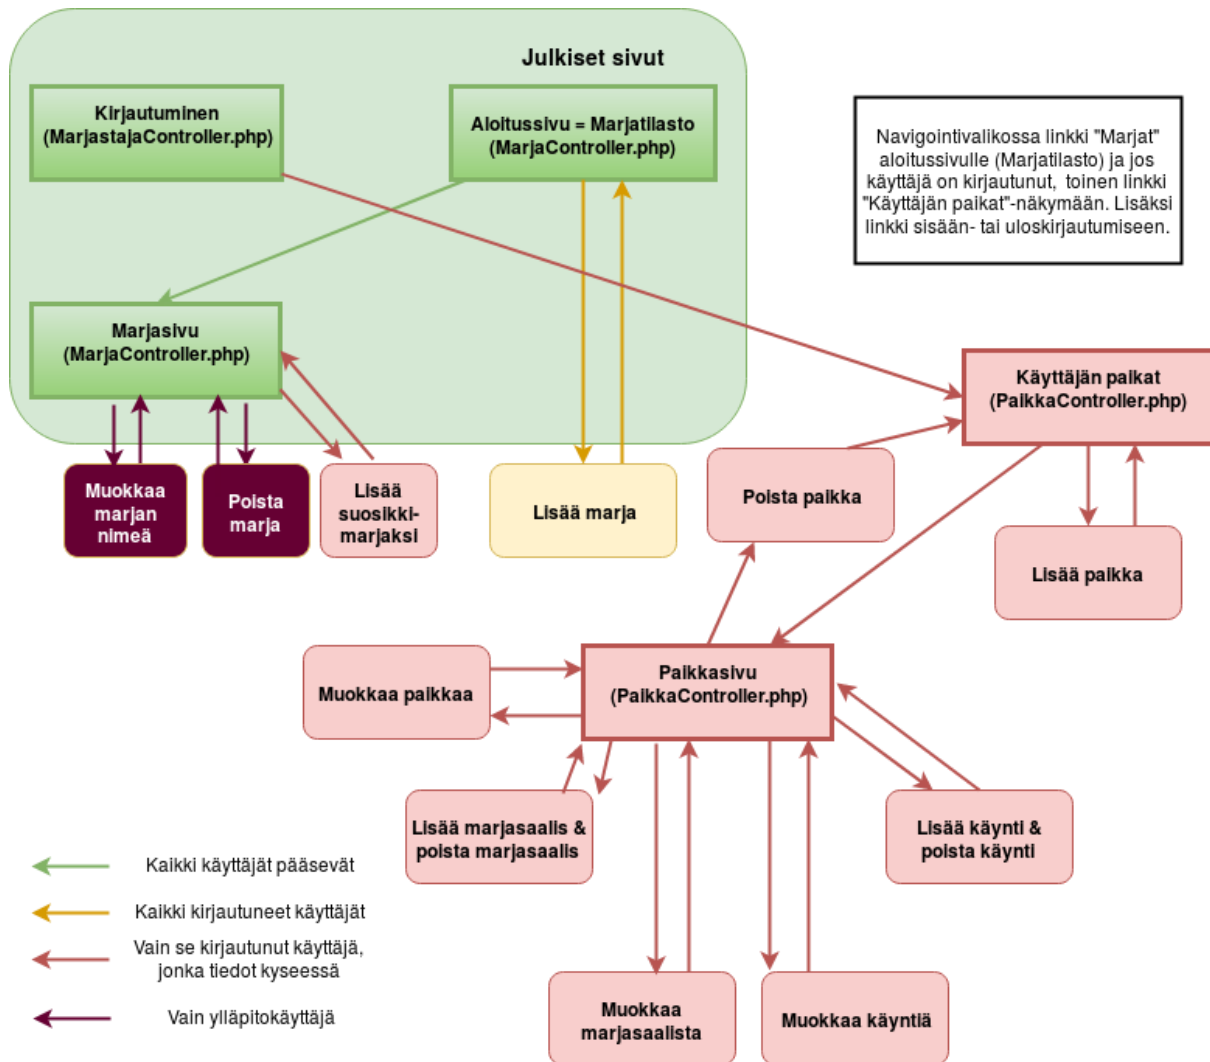 Julkiset sivut
Kirjautuminen
(MarjastajaController.php)
Aloitussivu = Marjatilasto
(MarjaController.php)
Navigointivalikossa linkki "Marjat"
aloitussivulle (Marjatilasto) ja jos
käyttäjä on kirjautunut, toinen linkki
"Käyttäjän paikat"-näkymään. Lisäksi
linkki sisään- tai uloskirjautumiseen.
Marjasivu
(MarjaController.php)
Käyttäjän paikat
(PaikkaController.php)
Muokkaa
marjan
nimeä
Poista
marja
Lisää
suosikki-
marjaksi
Lisää marja
Poista paikka
Lisää paikka
Muokkaa paikkaa
Paikkasivu
(PaikkaController.php)
Lisää marjasaalis &
poista marjasaalis
Lisää käynti &
poista käynti
Muokkaa
marjasaalista
Muokkaa käyntiä
Kaikki käyttäjät pääsevät
Kaikki kirjautuneet käyttäjät
Vain se kirjautunut käyttäjä,
jonka tiedot kyseessä
Vain ylläpitokäyttäjä